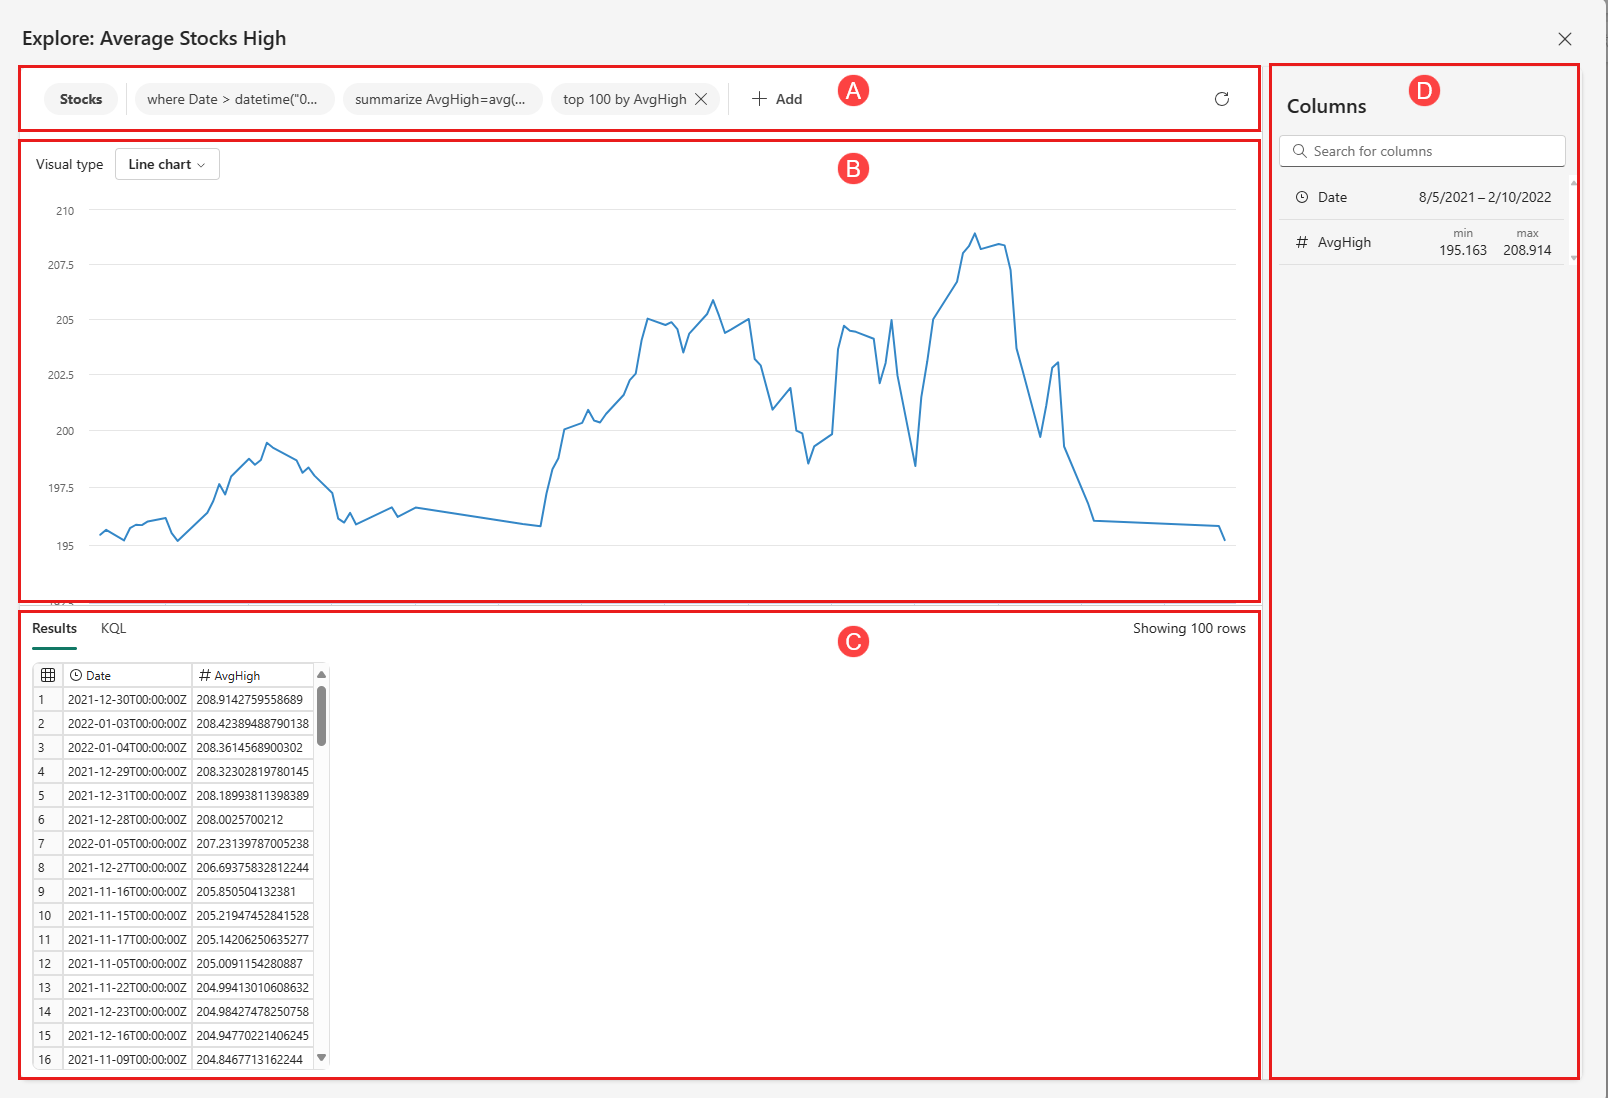 Explore: Average Stocks High
A
Stocks
where Date > datetime("0...
summarize AvgHigh=avg(...
top 100 by AvgHigh
Add
B
Visual type
Line chart
210
207.5
205
202.5
200
197.5
195
C
Results KQL
Showing 100 rows
Date AvgHigh
1 2021-12-30T00:00:00Z 208.9142759558689
2 2022-01-03T00:00:00Z 208.42389488790138
3 2022-01-04T00:00:00Z 208.3614568900302
4 2021-12-29T00:00:00Z 208.32302819780145
5 2021-12-31T00:00:00Z 208.18993811398389
6 2021-12-28T00:00:00Z 208.0025700212
7 2022-01-05T00:00:00Z 207.23139787005238
8 2021-12-27T00:00:00Z 206.69375832812244
9 2021-11-16T00:00:00Z 205.850504132381
10 2021-11-15T00:00:00Z 205.21947452841528
11 2021-11-17T00:00:00Z 205.14206250635277
12 2021-11-05T00:00:00Z 205.0091154280887
13 2021-11-22T00:00:00Z 204.99413010608632
14 2021-12-23T00:00:00Z 204.98427478250758
15 2021-12-16T00:00:00Z 204.94770221406245
16 2021-11-09T00:00:00Z 204.8467713162244
D
Columns
Search for columns
Date 8/5/2021 – 2/10/2022
min max
AvgHigh 195.163 208.914